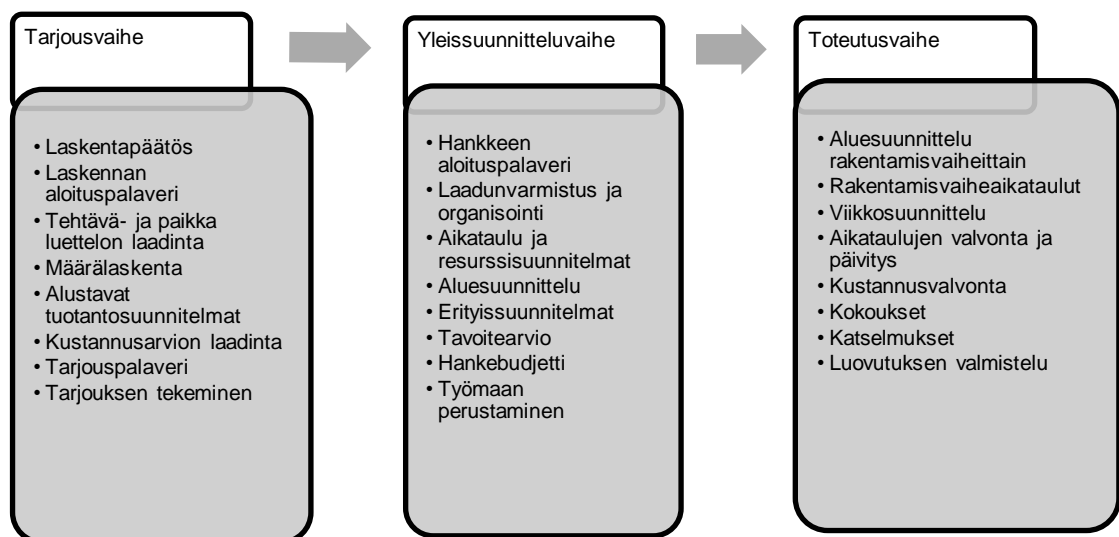 Tarjousvaihe
• Laskentapäätös
• Laskennan
aloituspalaveri
• Tehtävä- ja paikka
luettelon laadinta
• Määrälaskenta
• Alustavat
tuotantosuunnitelmat
• Kustannusarvion laadinta
• Tarjouspalaveri
• Tarjouksen tekeminen
Yleissuunnitteluvaihe
• Hankkeen
aloituspalaveri
• Laadunvarmistus ja
organisointi
• Aikataulu ja
resurssisuunnitelmat
• Aluesuunnittelu
• Erityissuunnitelmat
• Tavoitearvio
• Hankebudjetti
• Työmaan
perustaminen
Toteutusvaihe
• Aluesuunnittelu
rakentamisvaiheittain
• Rakentamisvaiheaikataulut
• Viikkosuunnittelu
• Aikataulujen valvonta ja
päivitys
• Kustannusvalvonta
• Kokoukset
• Katselmukset
• Luovutuksen valmistelu